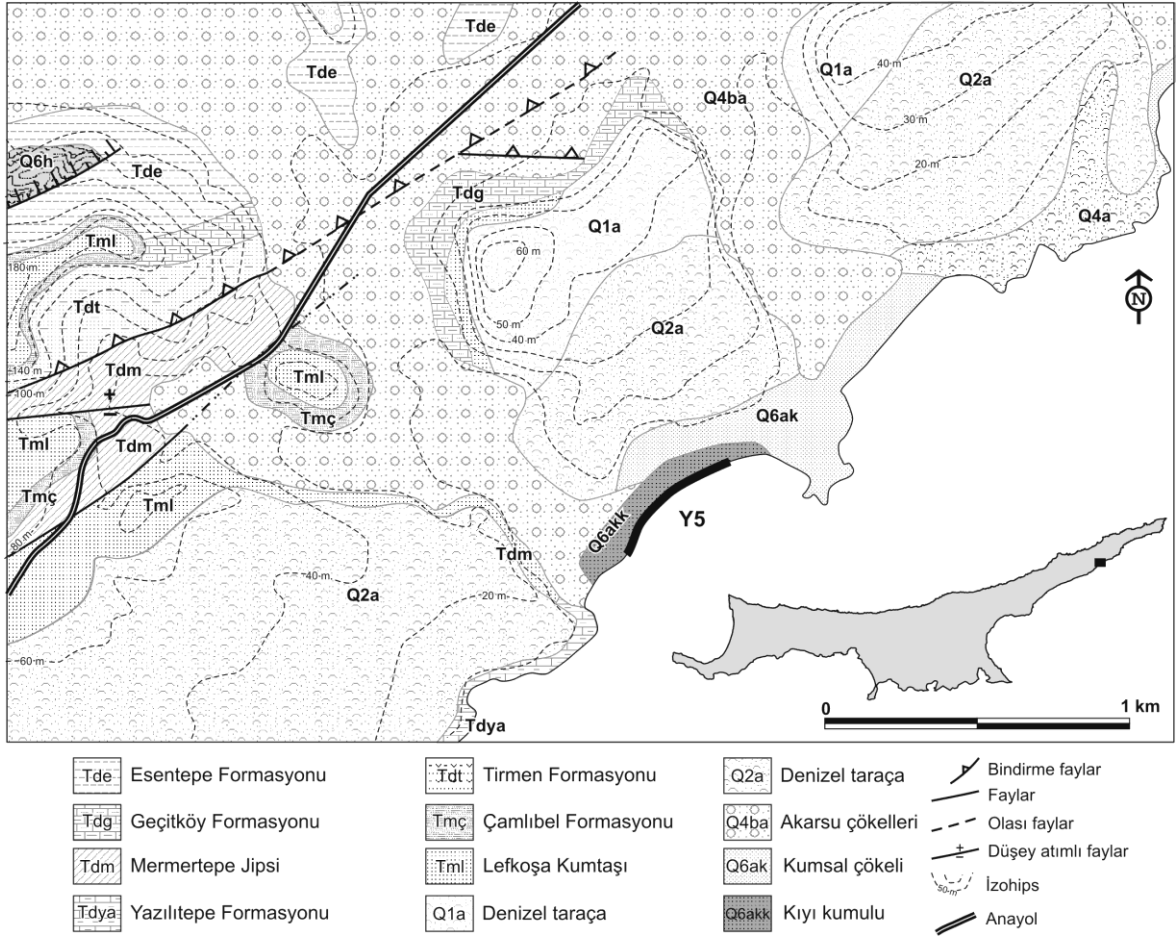 Tde
Tde
Q1a
40 m
Q2a
Q4ba
30 m
20 m
Q6h
Tde
Tdg
Q4a
Tml
Q1a
60 m
180 m
N
Tdt
50 m
40 m
Q2a
Tdm
140 m
100 m
+
−
Tml
Tmç
Q6ak
Tml
Tdm
Tmç
Tml
80 m
Y5
Q6akk
Tdm
40 m
Q2a
20 m
60 m
0
1 km
Tdya
Tde Esentepe Formasyonu
Tdg Geçitköy Formasyonu
Tdm Mermertepe Jipsi
Tdya Yazılıtepe Formasyonu
Tdt Tirmen Formasyonu
Tmç Çamlıbel Formasyonu
Tml Lefkoşa Kumtaşı
Q1a Denizel taraça
Q2a Denizel taraça
Q4ba Akarsu çökelleri
Q6ak Kumsal çökeli
Q6akk Kıyı kumulu
Bindirme faylar
Faylar
Olası faylar
+ − Düşey atımlı faylar
50 m İzohips
Anayol